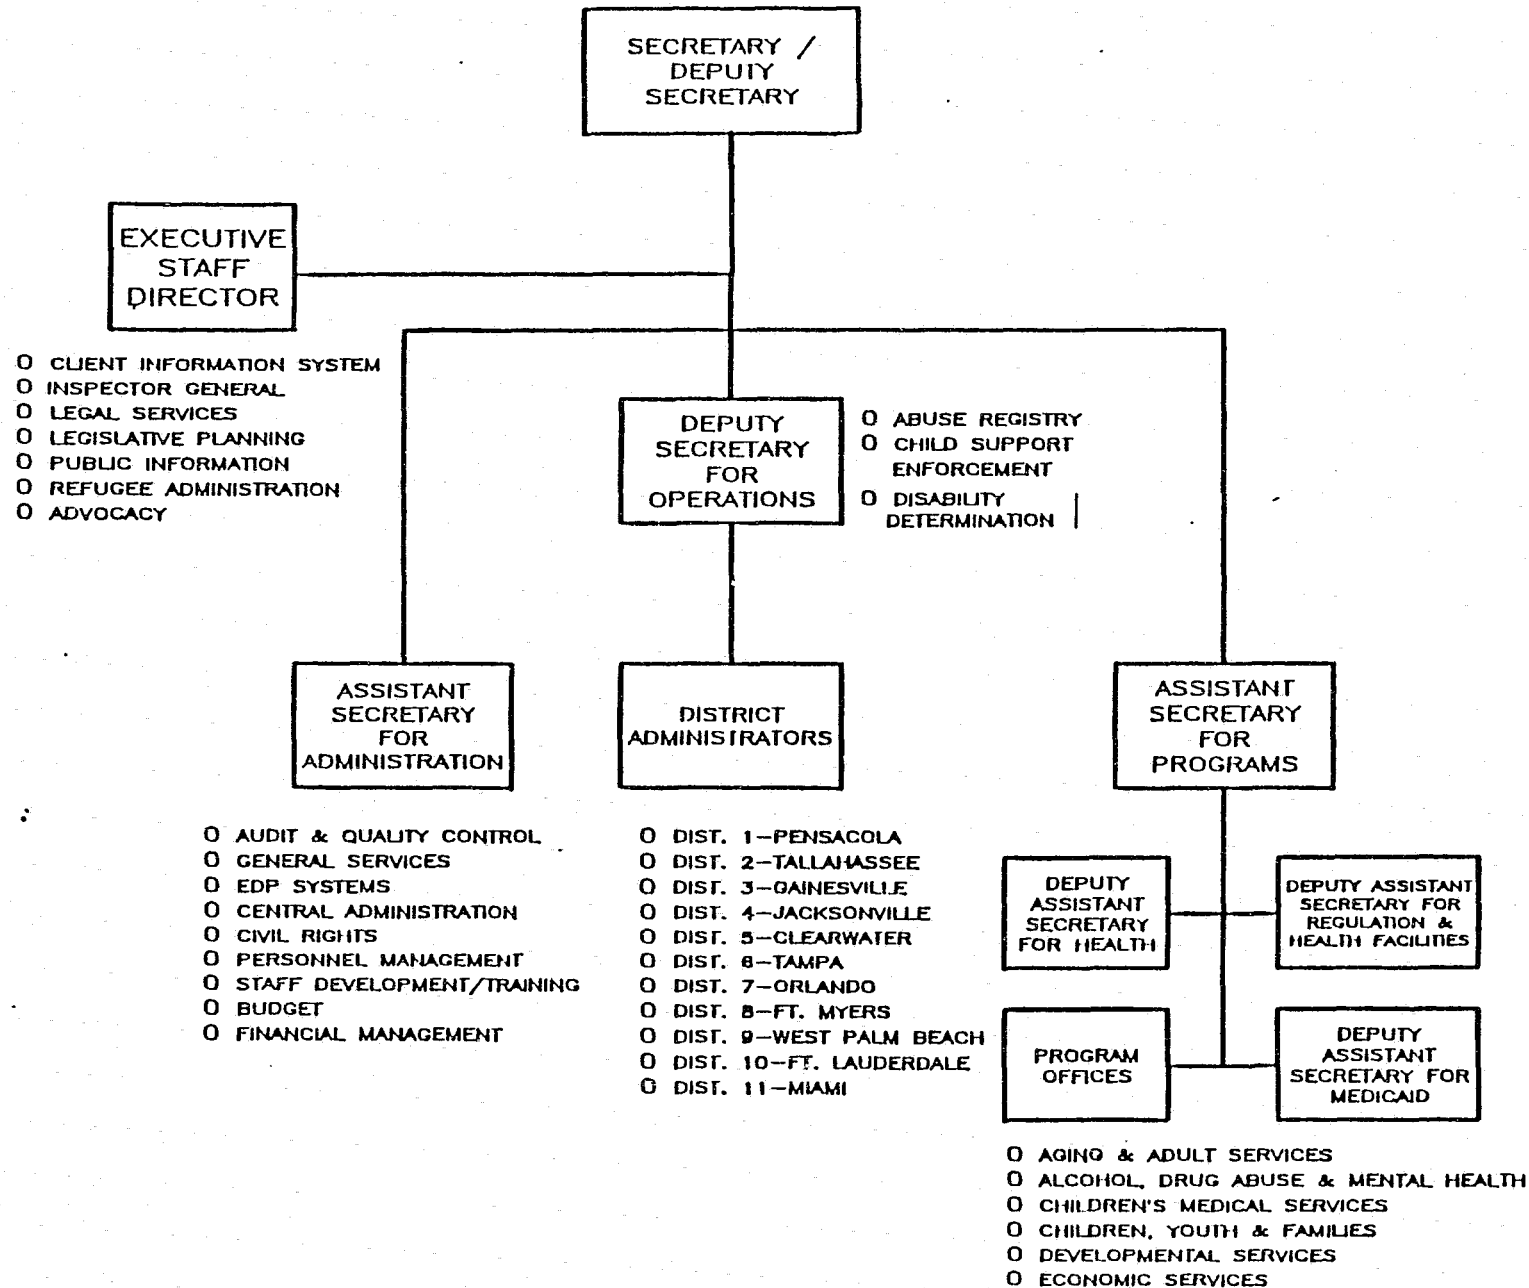 SECRETARY /
DEPUTY
SECRETARY
EXECUTIVE
STAFF
DIRECTOR
O CLIENT INFORMATION SYSTEM
O INSPECTOR GENERAL
O LEGAL SERVICES
O LEGISLATIVE PLANNING
O PUBLIC INFORMATION
O REFUGEE ADMINISTRATION
O ADVOCACY
DEPUTY
SECRETARY
FOR
OPERATIONS
O ABUSE REGISTRY
O CHILD SUPPORT
ENFORCEMENT
O DISABILITY
DETERMINATION
ASSISTANT
SECRETARY
FOR
ADMINISTRATION
O AUDIT & QUALITY CONTROL
O GENERAL SERVICES
O EDP SYSTEMS
O CENTRAL ADMINISTRATION
O CIVIL RIGHTS
O PERSONNEL MANAGEMENT
O STAFF DEVELOPMENT/TRAINING
O BUDGET
O FINANCIAL MANAGEMENT
DISTRICT
ADMINISTRATORS
O DIST. 1-PENSACOLA
O DIST. 2-TALLAHASSEE
O DIST. 3-GAINESVILLE
O DIST. 4-JACKSONVILLE
O DIST. 5-CLEARWATER
O DIST. 6-TAMPA
O DIST. 7-ORLANDO
O DIST. 8-FT. MYERS
O DIST. 9-WEST PALM BEACH
O DIST. 10-FT. LAUDERDALE
O DIST. 11-MIAMI
ASSISTANT
SECRETARY
FOR
PROGRAMS
DEPUTY
ASSISTANT
SECRETARY
FOR HEALTH
DEPUTY ASSISTANT
SECRETARY FOR
REGULATION &
HEALTH FACILITIES
PROGRAM
OFFICES
DEPUTY
ASSISTANT
SECRETARY FOR
MEDICAID
O AGING & ADULT SERVICES
O ALCOHOL, DRUG ABUSE & MENTAL HEALTH
O CHILDREN'S MEDICAL SERVICES
O CHILDREN, YOUTH & FAMILIES
O DEVELOPMENTAL SERVICES
O ECONOMIC SERVICES